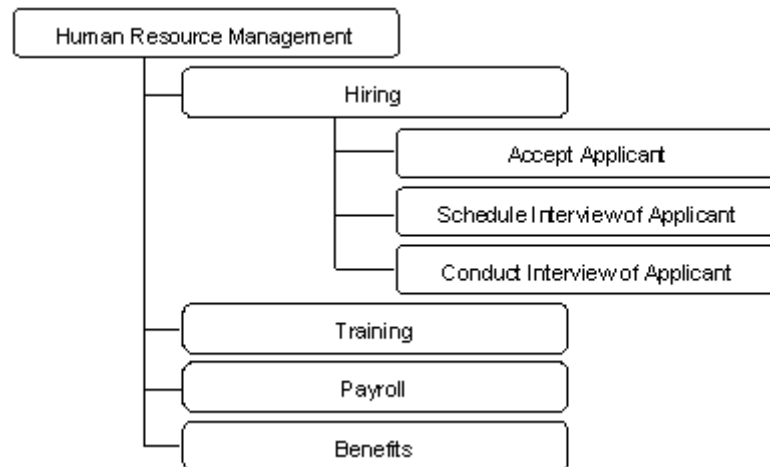 Human Resource Management
Hiring
Accept Applicant
Schedule Interview of Applicant
Conduct Interview of Applicant
Training
Payroll
Benefits